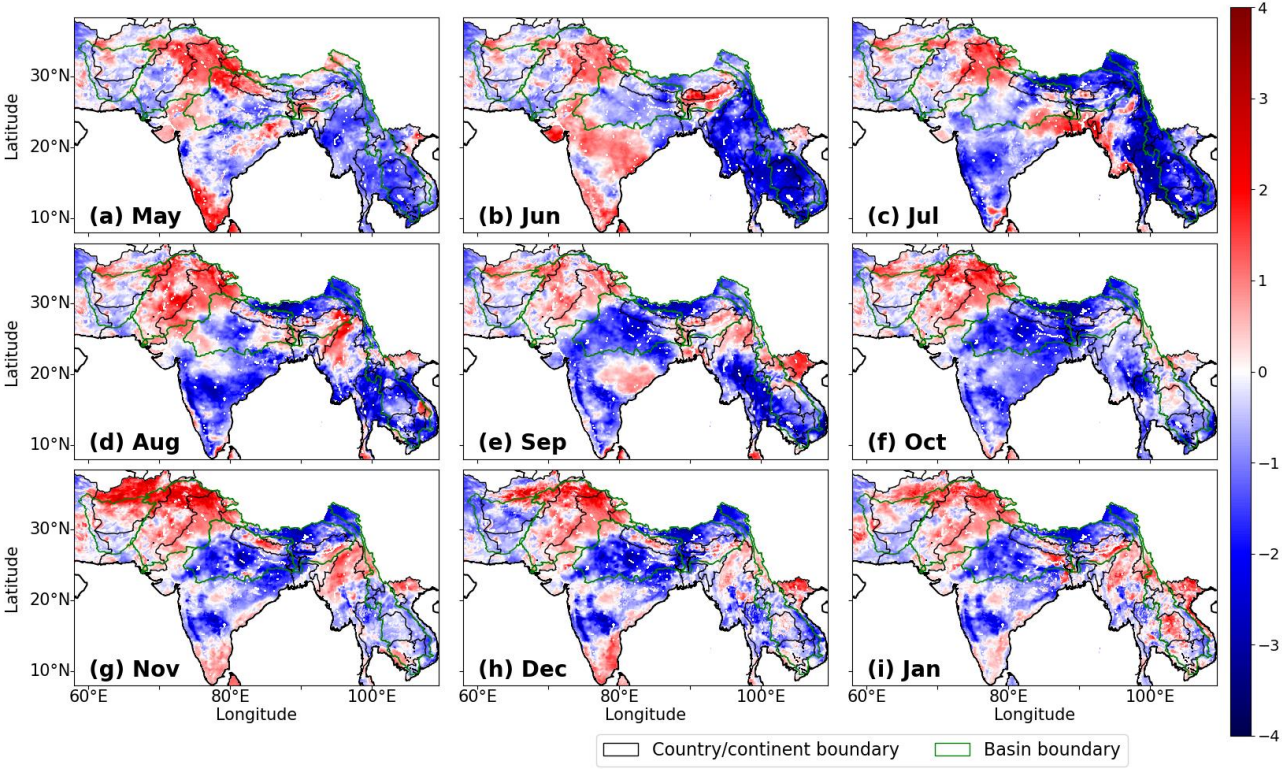 Latitude
30°N
20°N
10°N
(a) May
(b) Jun
(c) Jul
Latitude
30°N
20°N
10°N
(d) Aug
(e) Sep
(f) Oct
Latitude
30°N
20°N
10°N
(g) Nov
(h) Dec
(i) Jan
60°E 80°E 100°E
60°E 80°E 100°E
60°E 80°E 100°E
Longitude
Longitude
Longitude
4
3
2
1
0
−1
−2
−3
−4
Country/continent boundary
Basin boundary